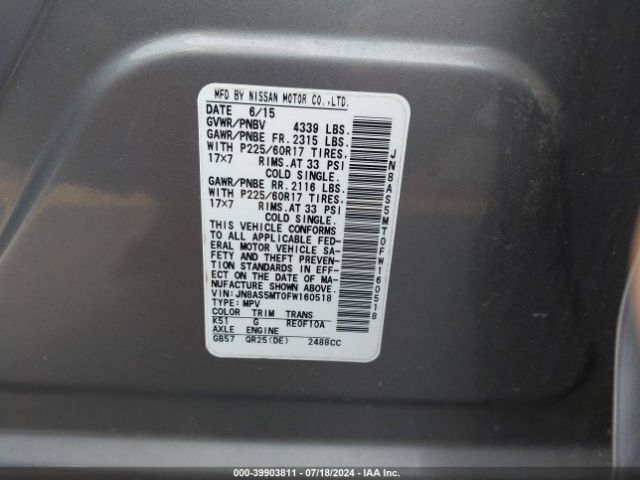 MFD BY NISSAN MOTOR CO.,LTD.
DATE 6/15
GVWR/PNBV 4339 LBS.
GAWR/PNBE FR. 2315 LBS.
WITH P225/60R17 TIRES.
17×7 RIMS.AT 33 PSI
COLD SINGLE.
GAWR/PNBE RR. 2116 LBS.
WITH P225/60R17 TIRES.
17×7 RIMS.AT 33 PSI
COLD SINGLE.
THIS VEHICLE CONFORMS
TO ALL APPLICABLE FED-
ERAL MOTOR VEHICLE SA-
FETY AND THEFT PREVEN-
TION STANDARDS IN EFF-
ECT ON THE DATE OF MA-
NUFACTURE SHOWN ABOVE.
VIN: JN8AS5MT0FW160518
TYPE: MPV
COLOR TRIM TRANS
K51 G RE0F10A
AXLE ENGINE
GB57 QR25(DE) 2488CC
JN8AS5MT0FW160518
000-39903811 - 07/18/2024 - IAA Inc.